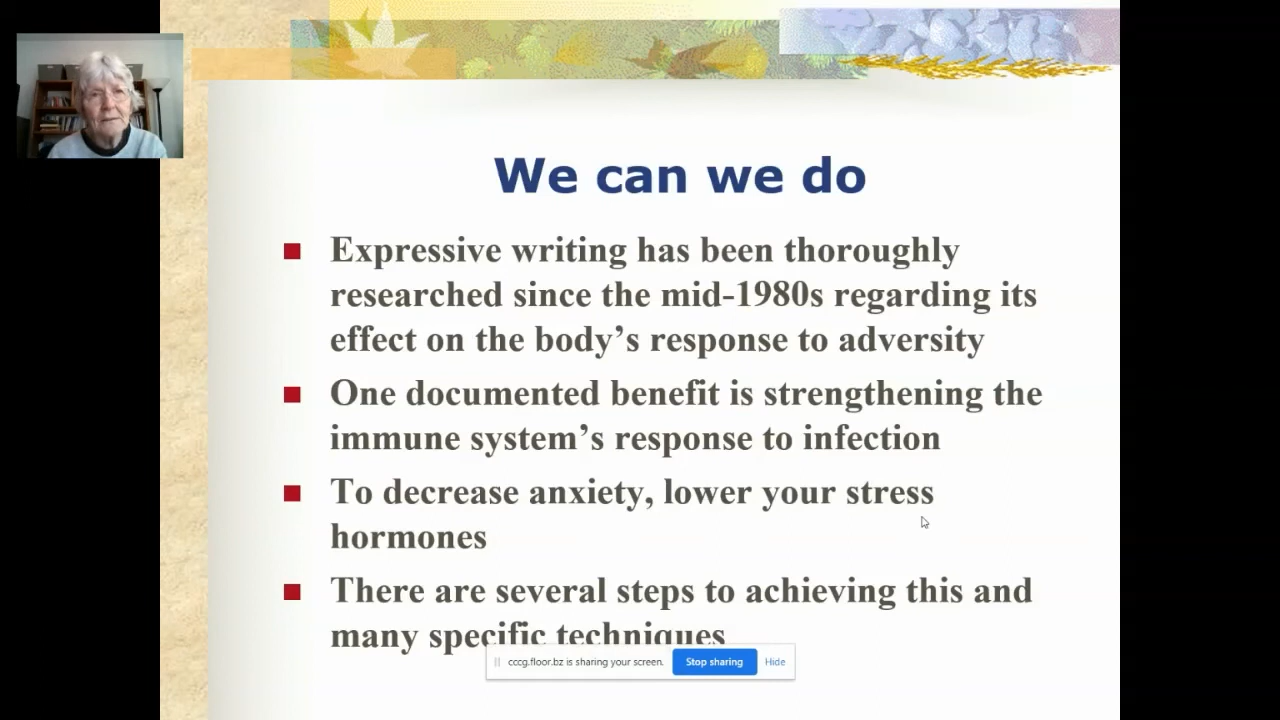 We can we do
Expressive writing has been thoroughly
researched since the mid-1980s regarding its
effect on the body’s response to adversity
One documented benefit is strengthening the
immune system’s response to infection
To decrease anxiety, lower your stress
hormones
There are several steps to achieving this and
many specific techniques
cccg.floor.bz is sharing your screen. Stop sharing Hide